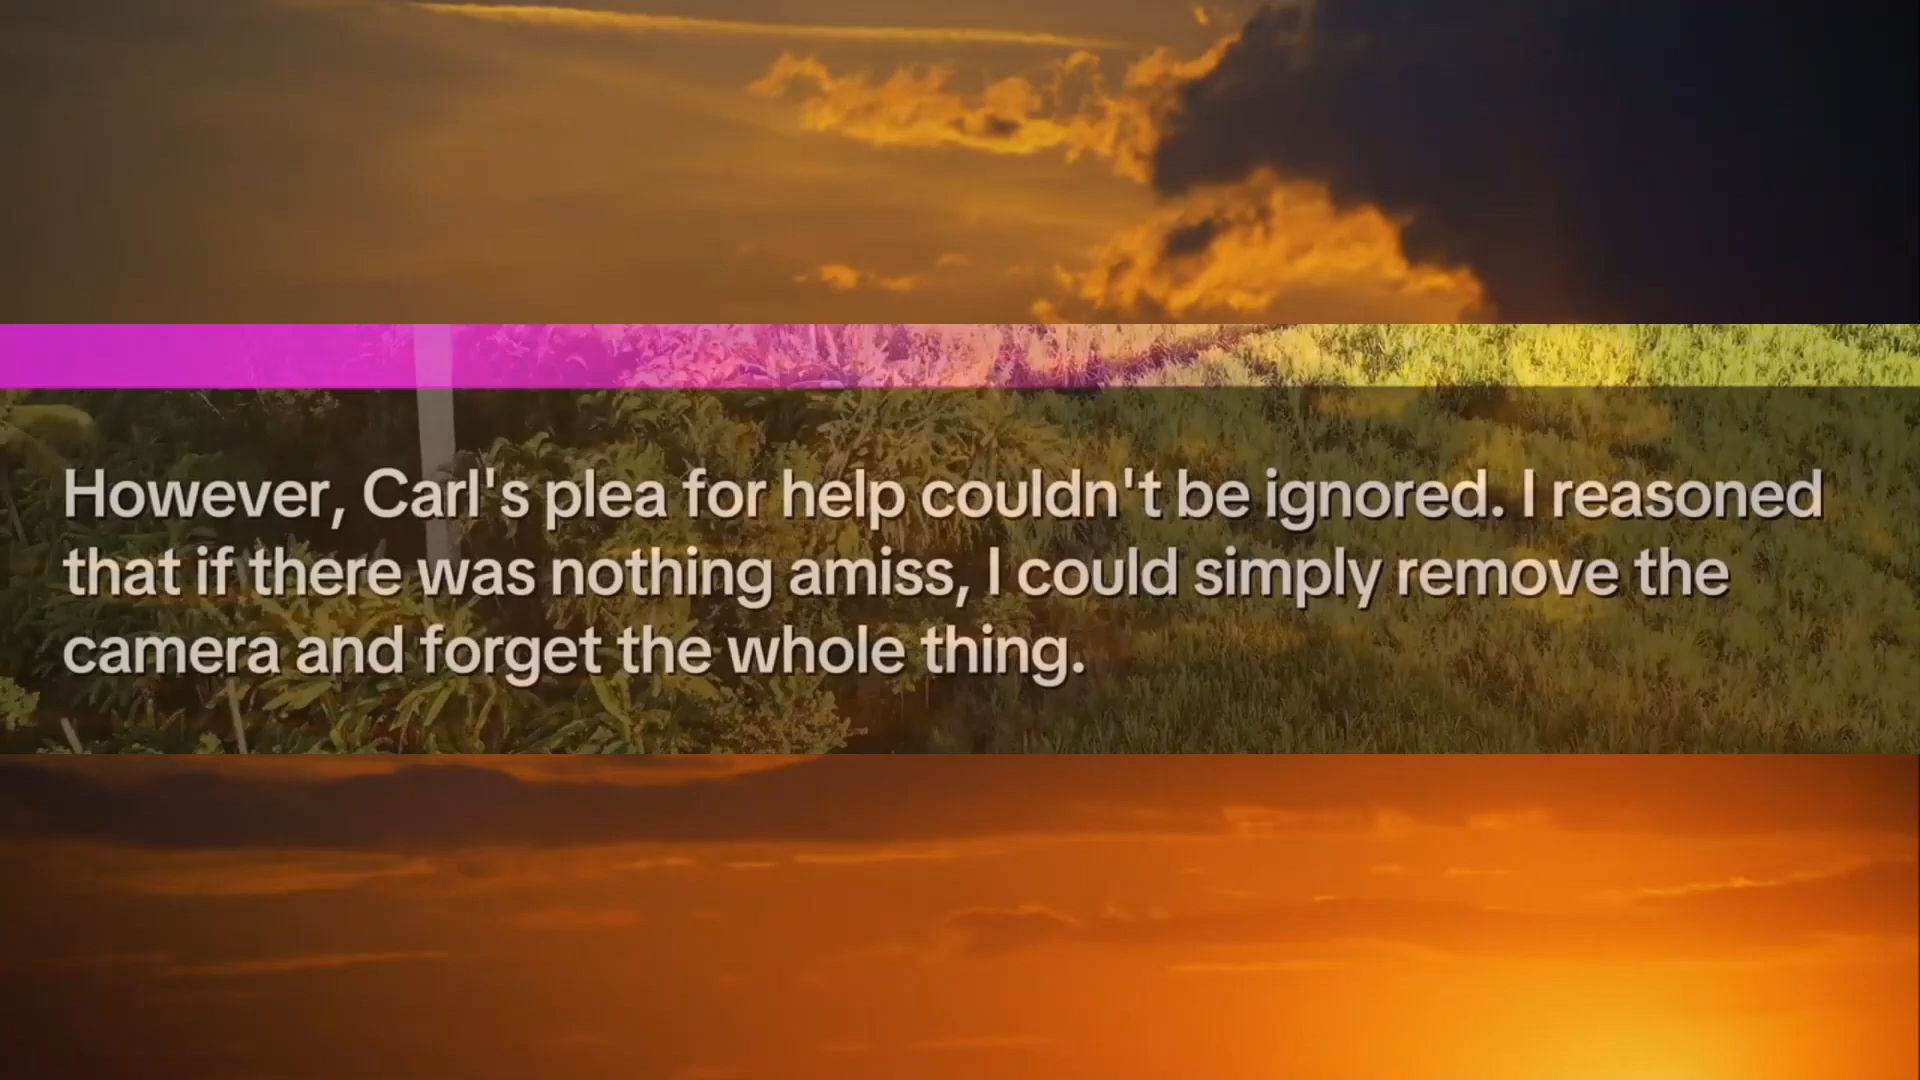 However, Carl's plea for help couldn't be ignored. I reasoned
that if there was nothing amiss, I could simply remove the
camera and forget the whole thing.